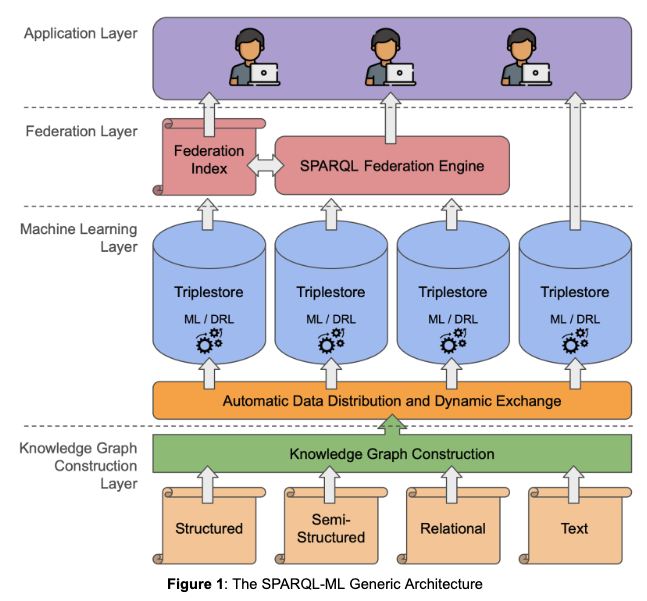 Application Layer
Federation Layer
Federation
Index
SPARQL Federation Engine
Machine Learning
Layer
Triplestore
ML / DRL
Triplestore
ML / DRL
Triplestore
ML / DRL
Triplestore
ML / DRL
Automatic Data Distribution and Dynamic Exchange
Knowledge Graph
Construction
Layer
Knowledge Graph Construction
Structured
Semi-
Structured
Relational
Text
Figure 1: The SPARQL-ML Generic Architecture